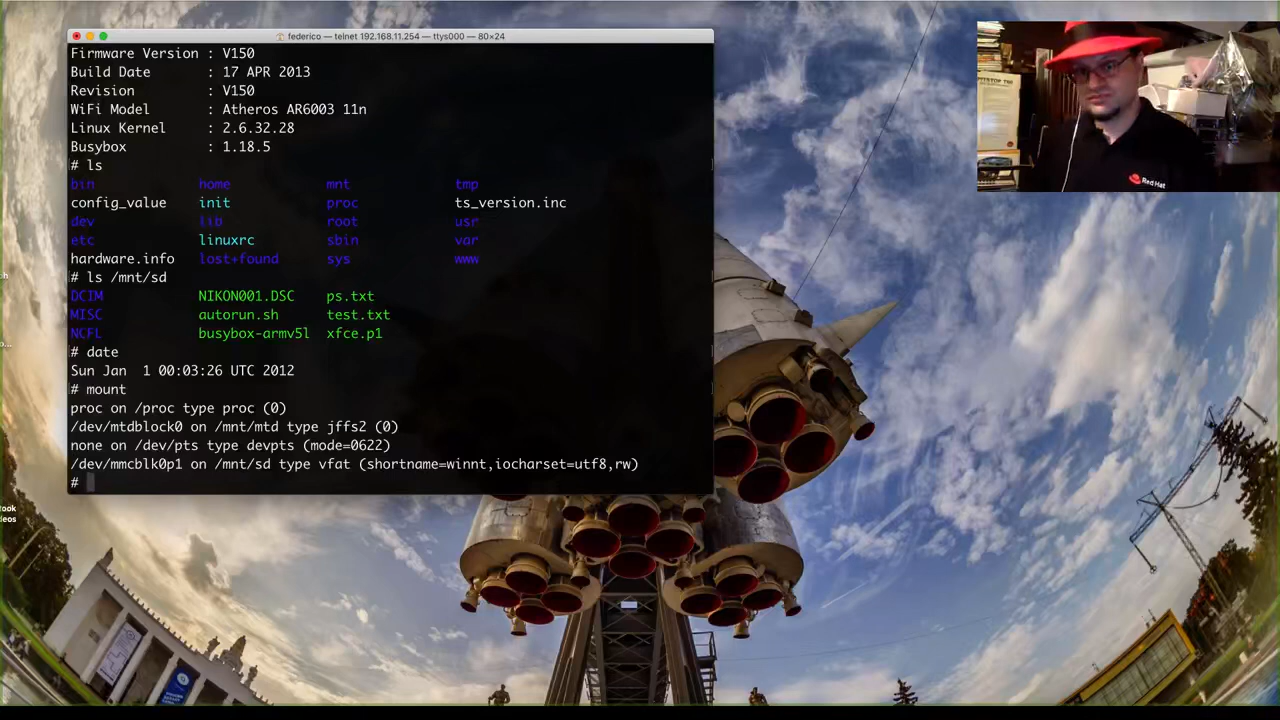 federico — telnet 192.168.11.254 — ttys000 — 80×24
Firmware Version : V150
Build Date : 17 APR 2013
Revision : V150
WiFi Model : Atheros AR6003 11n
Linux Kernel : 2.6.32.28
Busybox : 1.18.5
# ls
bin home mnt tmp
config_value init proc ts_version.inc
dev lib root usr
etc linuxrc sbin var
hardware.info lost+found sys www
# ls /mnt/sd
DCIM NIKON001.DSC ps.txt
MISC autorun.sh test.txt
NCFL busybox-armv5l xfce.p1
# date
Sun Jan  1 00:03:26 UTC 2012
# mount
proc on /proc type proc (0)
/dev/mtdblock0 on /mnt/mtd type jffs2 (0)
none on /dev/pts type devpts (mode=0622)
/dev/mmcblk0p1 on /mnt/sd type vfat (shortname=winnt,iocharset=utf8,rw)
#
Red Hat